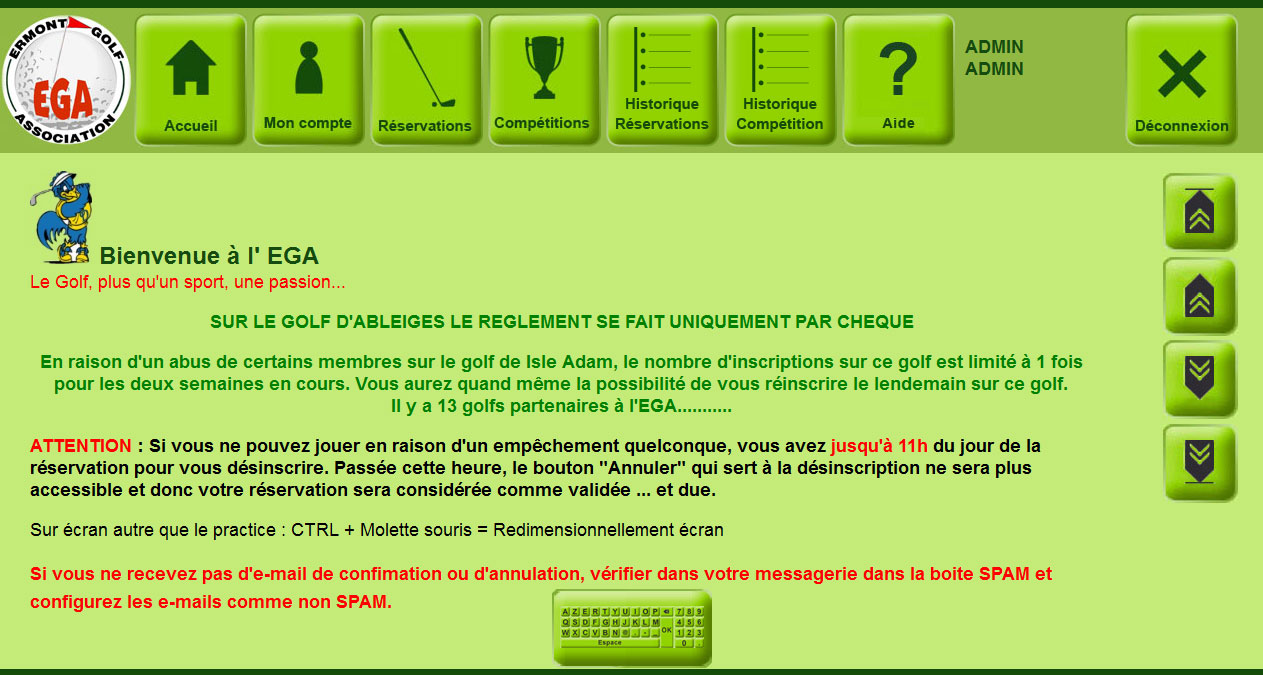 ERMONT GOLF
EGA
ASSOCIATION
Accueil
Mon compte
Réservations
Compétitions
Historique
Réservations
Historique
Compétition
Aide
ADMIN
ADMIN
Déconnexion
Bienvenue à l' EGA
Le Golf, plus qu'un sport, une passion...
SUR LE GOLF D'ABLEIGES LE REGLEMENT SE FAIT UNIQUEMENT PAR CHEQUE
En raison d'un abus de certains membres sur le golf de Isle Adam, le nombre d'inscriptions sur ce golf est limité à 1 fois
pour les deux semaines en cours. Vous aurez quand même la possibilité de vous réinscrire le lendemain sur ce golf.
Il y a 13 golfs partenaires à l'EGA...........
ATTENTION : Si vous ne pouvez jouer en raison d'un empêchement quelconque, vous avez jusqu'à 11h du jour de la
réservation pour vous désinscrire. Passée cette heure, le bouton "Annuler" qui sert à la désinscription ne sera plus
accessible et donc votre réservation sera considérée comme validée ... et due.
Sur écran autre que le practice : CTRL + Molette souris = Redimensionnellement écran
Si vous ne recevez pas d'e-mail de confimation ou d'annulation, vérifier dans votre messagerie dans la boite SPAM et
configurez les e-mails comme non SPAM.
A Z E R T Y U I O P 7 8 9
Q S D F G H J K L M OK 4 5 6
W X C V B N @ . - _ 1 2 3
Espace 0 .